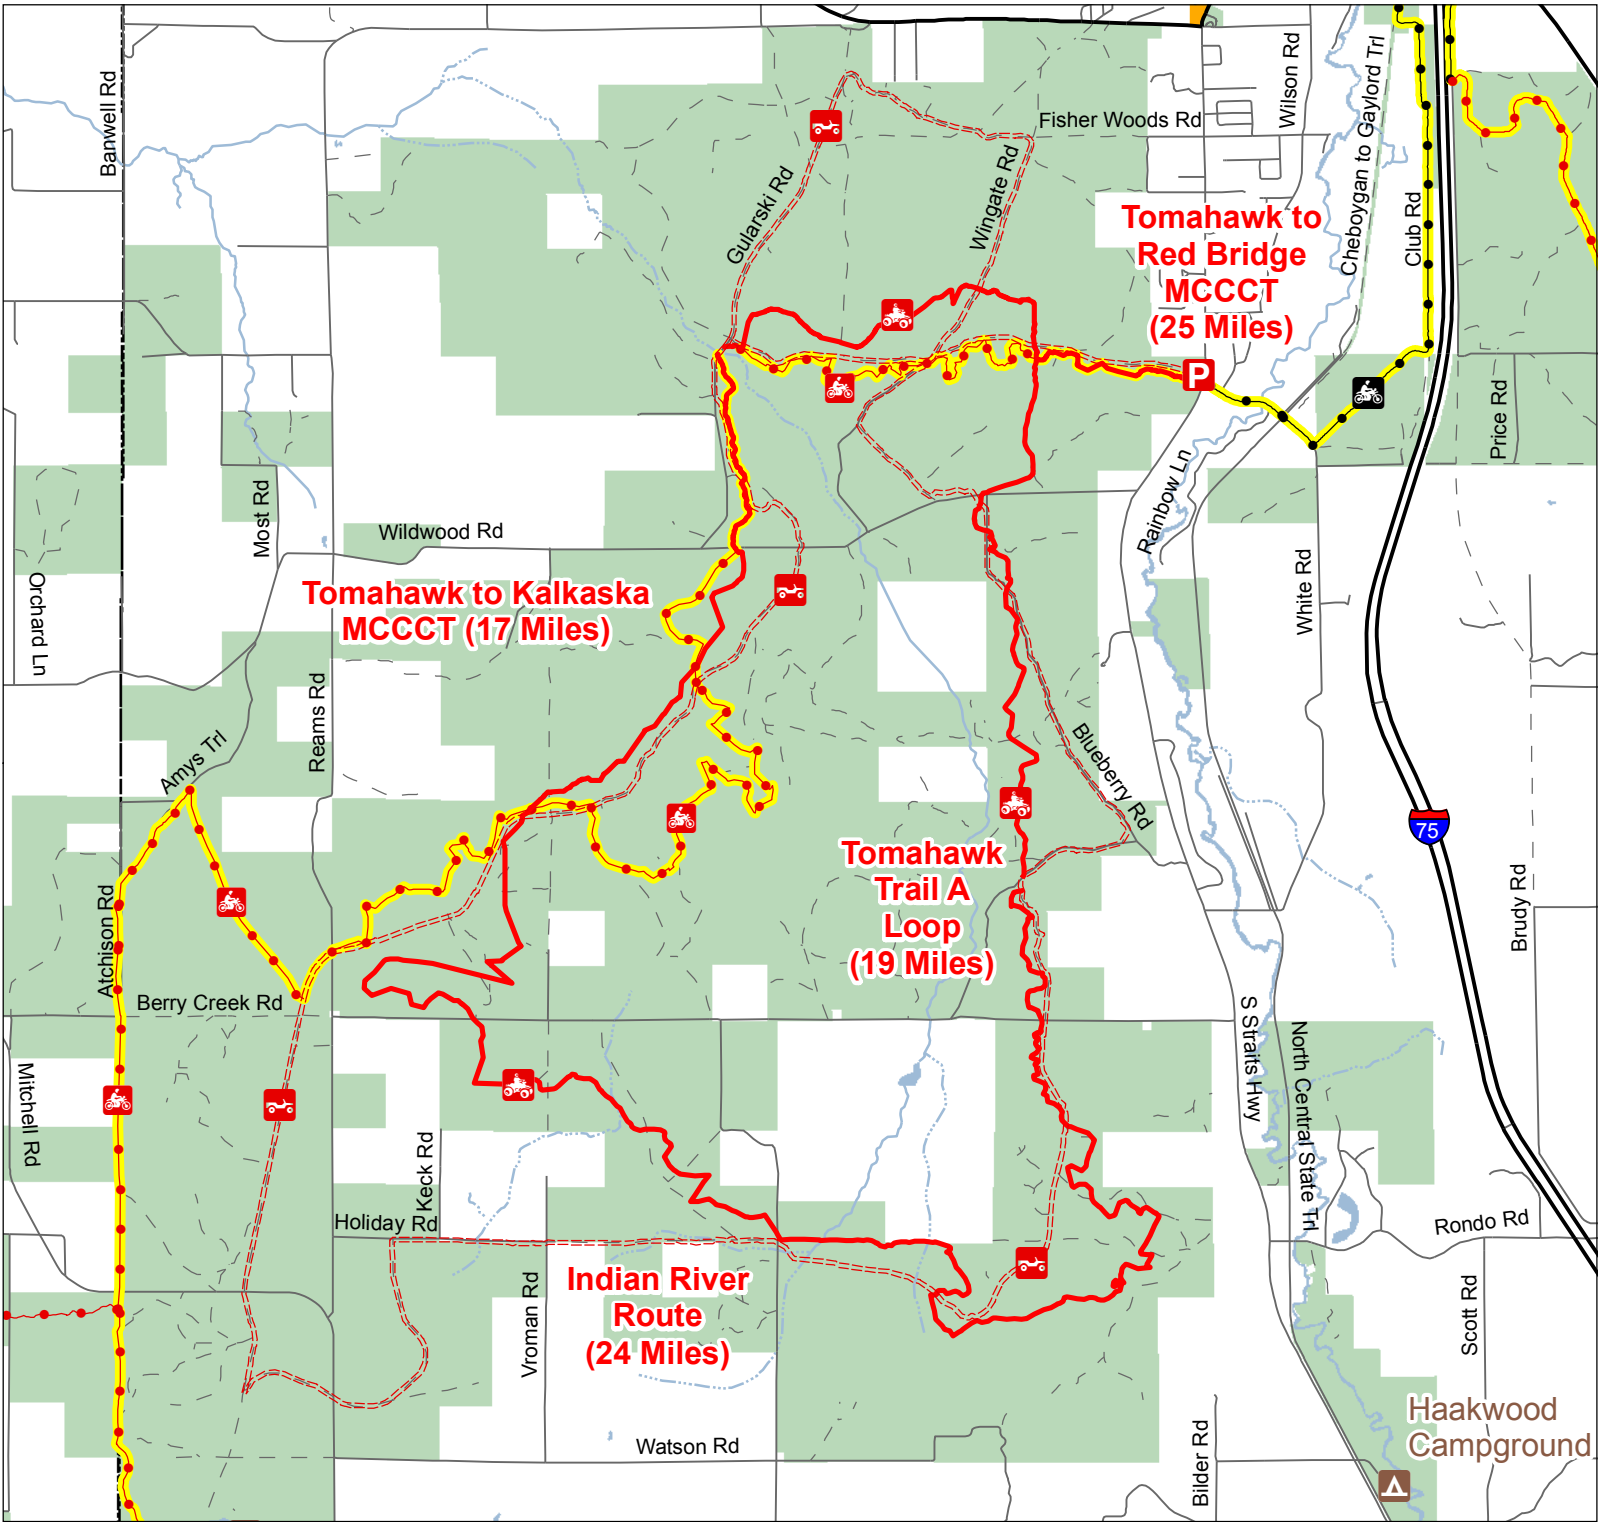 Banwell Rd
Wilson Rd
Cheboygan to Gaylord Trl
Fisher Woods Rd
Gularski Rd
Wingate Rd
Club Rd
Tomahawk to
Red Bridge
MCCCT
(25 Miles)
P
Price Rd
Most Rd
Wildwood Rd
Rainbow Ln
White Rd
Orchard Ln
Tomahawk to Kalkaska
MCCCT (17 Miles)
Reams Rd
Amys Trl
Blueberry Rd
75
Tomahawk
Trail A
Loop
(19 Miles)
Brudy Rd
Atchison Rd
Berry Creek Rd
S Straits Hwy
North Central State Trl
Mitchell Rd
Keck Rd
Holiday Rd
Rondo Rd
Vroman Rd
Indian River
Route
(24 Miles)
Scott Rd
Watson Rd
Bilder Rd
Haakwood
Campground